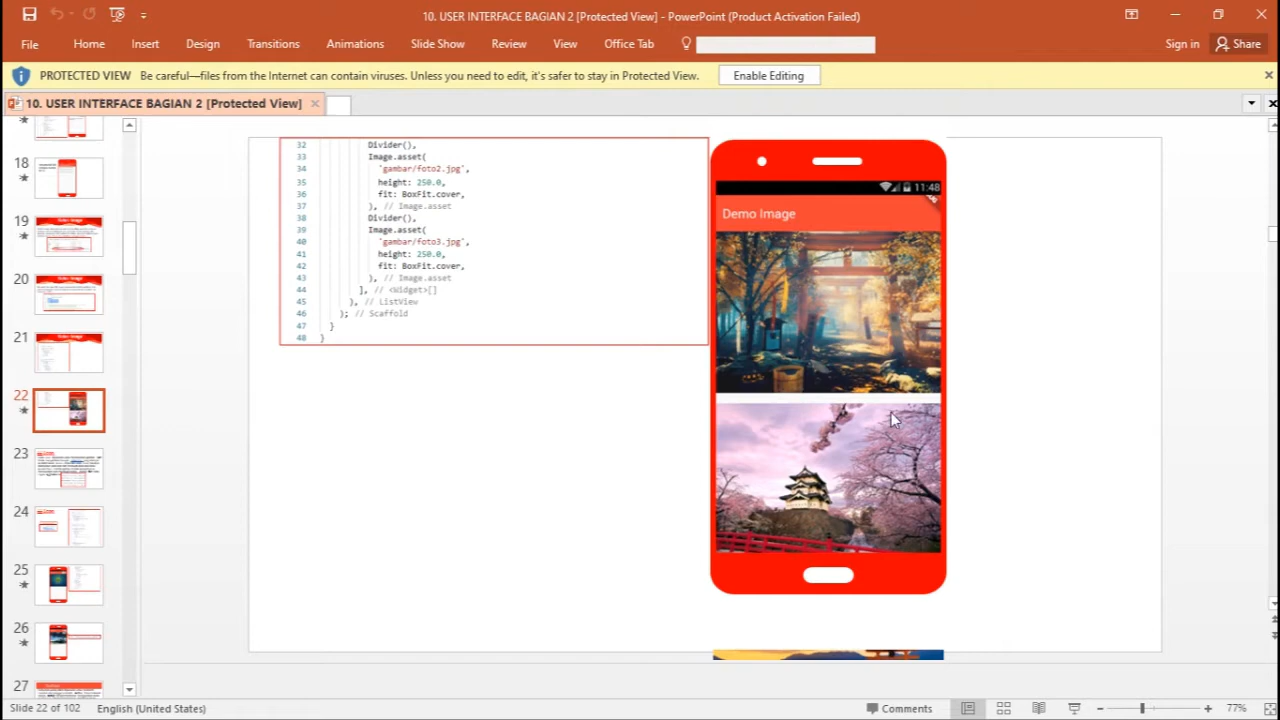 10. USER INTERFACE BAGIAN 2 [Protected View] - PowerPoint (Product Activation Failed)
File Home Insert Design Transitions Animations Slide Show Review View Office Tab Sign in Share
PROTECTED VIEW Be careful—files from the Internet can contain viruses. Unless you need to edit, it's safer to stay in Protected View. Enable Editing
10. USER INTERFACE BAGIAN 2 [Protected View]
18
19
20
21
22
23
24
25
26
27
32 Divider(),
33 Image.asset(
34 'gambar/foto2.jpg',
35 height: 250.0,
36 fit: BoxFit.cover,
37 ), // Image.asset
38 Divider(),
39 Image.asset(
40 'gambar/foto3.jpg',
41 height: 250.0,
42 fit: BoxFit.cover,
43 ), // Image.asset
44 ], // <Widget>[]
45 ), // ListView
46 ); // Scaffold
47 }
48 }
11:48
Demo Image
Slide 22 of 102 English (United States) Comments 77%